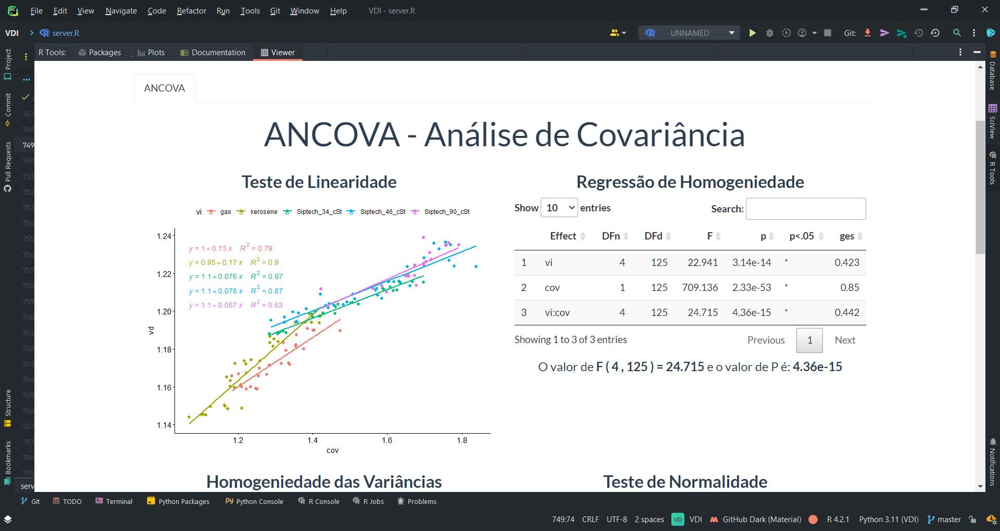 File Edit View Navigate Code Refactor Run Tools Git Window Help VDI - server.R
VDI server.R UNNAMED Git:
R Tools: Packages Plots Documentation Viewer
Project
Commit
Pull Requests
Structure
Bookmarks
747
748
749
750
751
752
753
754
755
756
757
758
759
760
761
762
763
764
765
766
767
793
794
795
serv
ANCOVA
ANCOVA - Análise de Covariância
Teste de Linearidade
vi gas kerosene Siptech_34_cSt Siptech_46_cSt Siptech_90_cSt
y = 1 + 0.13 x R² = 0.79
y = 0.95 + 0.17 x R² = 0.9
y = 1.1 + 0.076 x R² = 0.97
y = 1.1 + 0.078 x R² = 0.87
y = 1.1 + 0.087 x R² = 0.63
1.24
1.22
1.20
1.18
1.16
1.14
vd
1.2 1.4 1.6 1.8
cov
Regressão de Homogeniedade
Show 10 entries Search:
Effect DFn DFd F p p<.05 ges
1 vi 4 125 22.941 3.14e-14 * 0.423
2 cov 1 125 709.136 2.33e-53 * 0.85
3 vi:cov 4 125 24.715 4.36e-15 * 0.442
Showing 1 to 3 of 3 entries Previous 1 Next
O valor de F ( 4 , 125 ) = 24.715 e o valor de P é: 4.36e-15
Homogeniedade das Variâncias
Teste de Normalidade
Database
SciView
R Tools
Notifications
Git TODO Terminal Python Packages Python Console R Console R Jobs Problems
749:74 CRLF UTF-8 2 spaces VD VDI GitHub Dark (Material) R 4.2.1 Python 3.11 (VDI) master